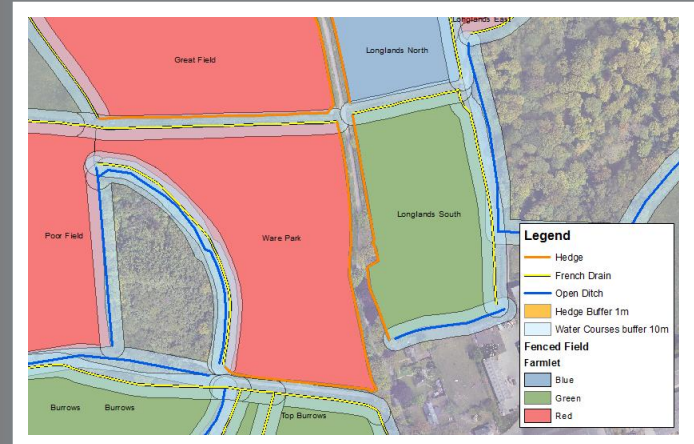 Longlands East
Great Field
Longlands North
Longlands South
Poor Field
Ware Park
Burrows
Burrows
Top Burrows
Legend
Hedge
French Drain
Open Ditch
Hedge Buffer 1m
Water Courses buffer 10m
Fenced Field
Farmlet
Blue
Green
Red